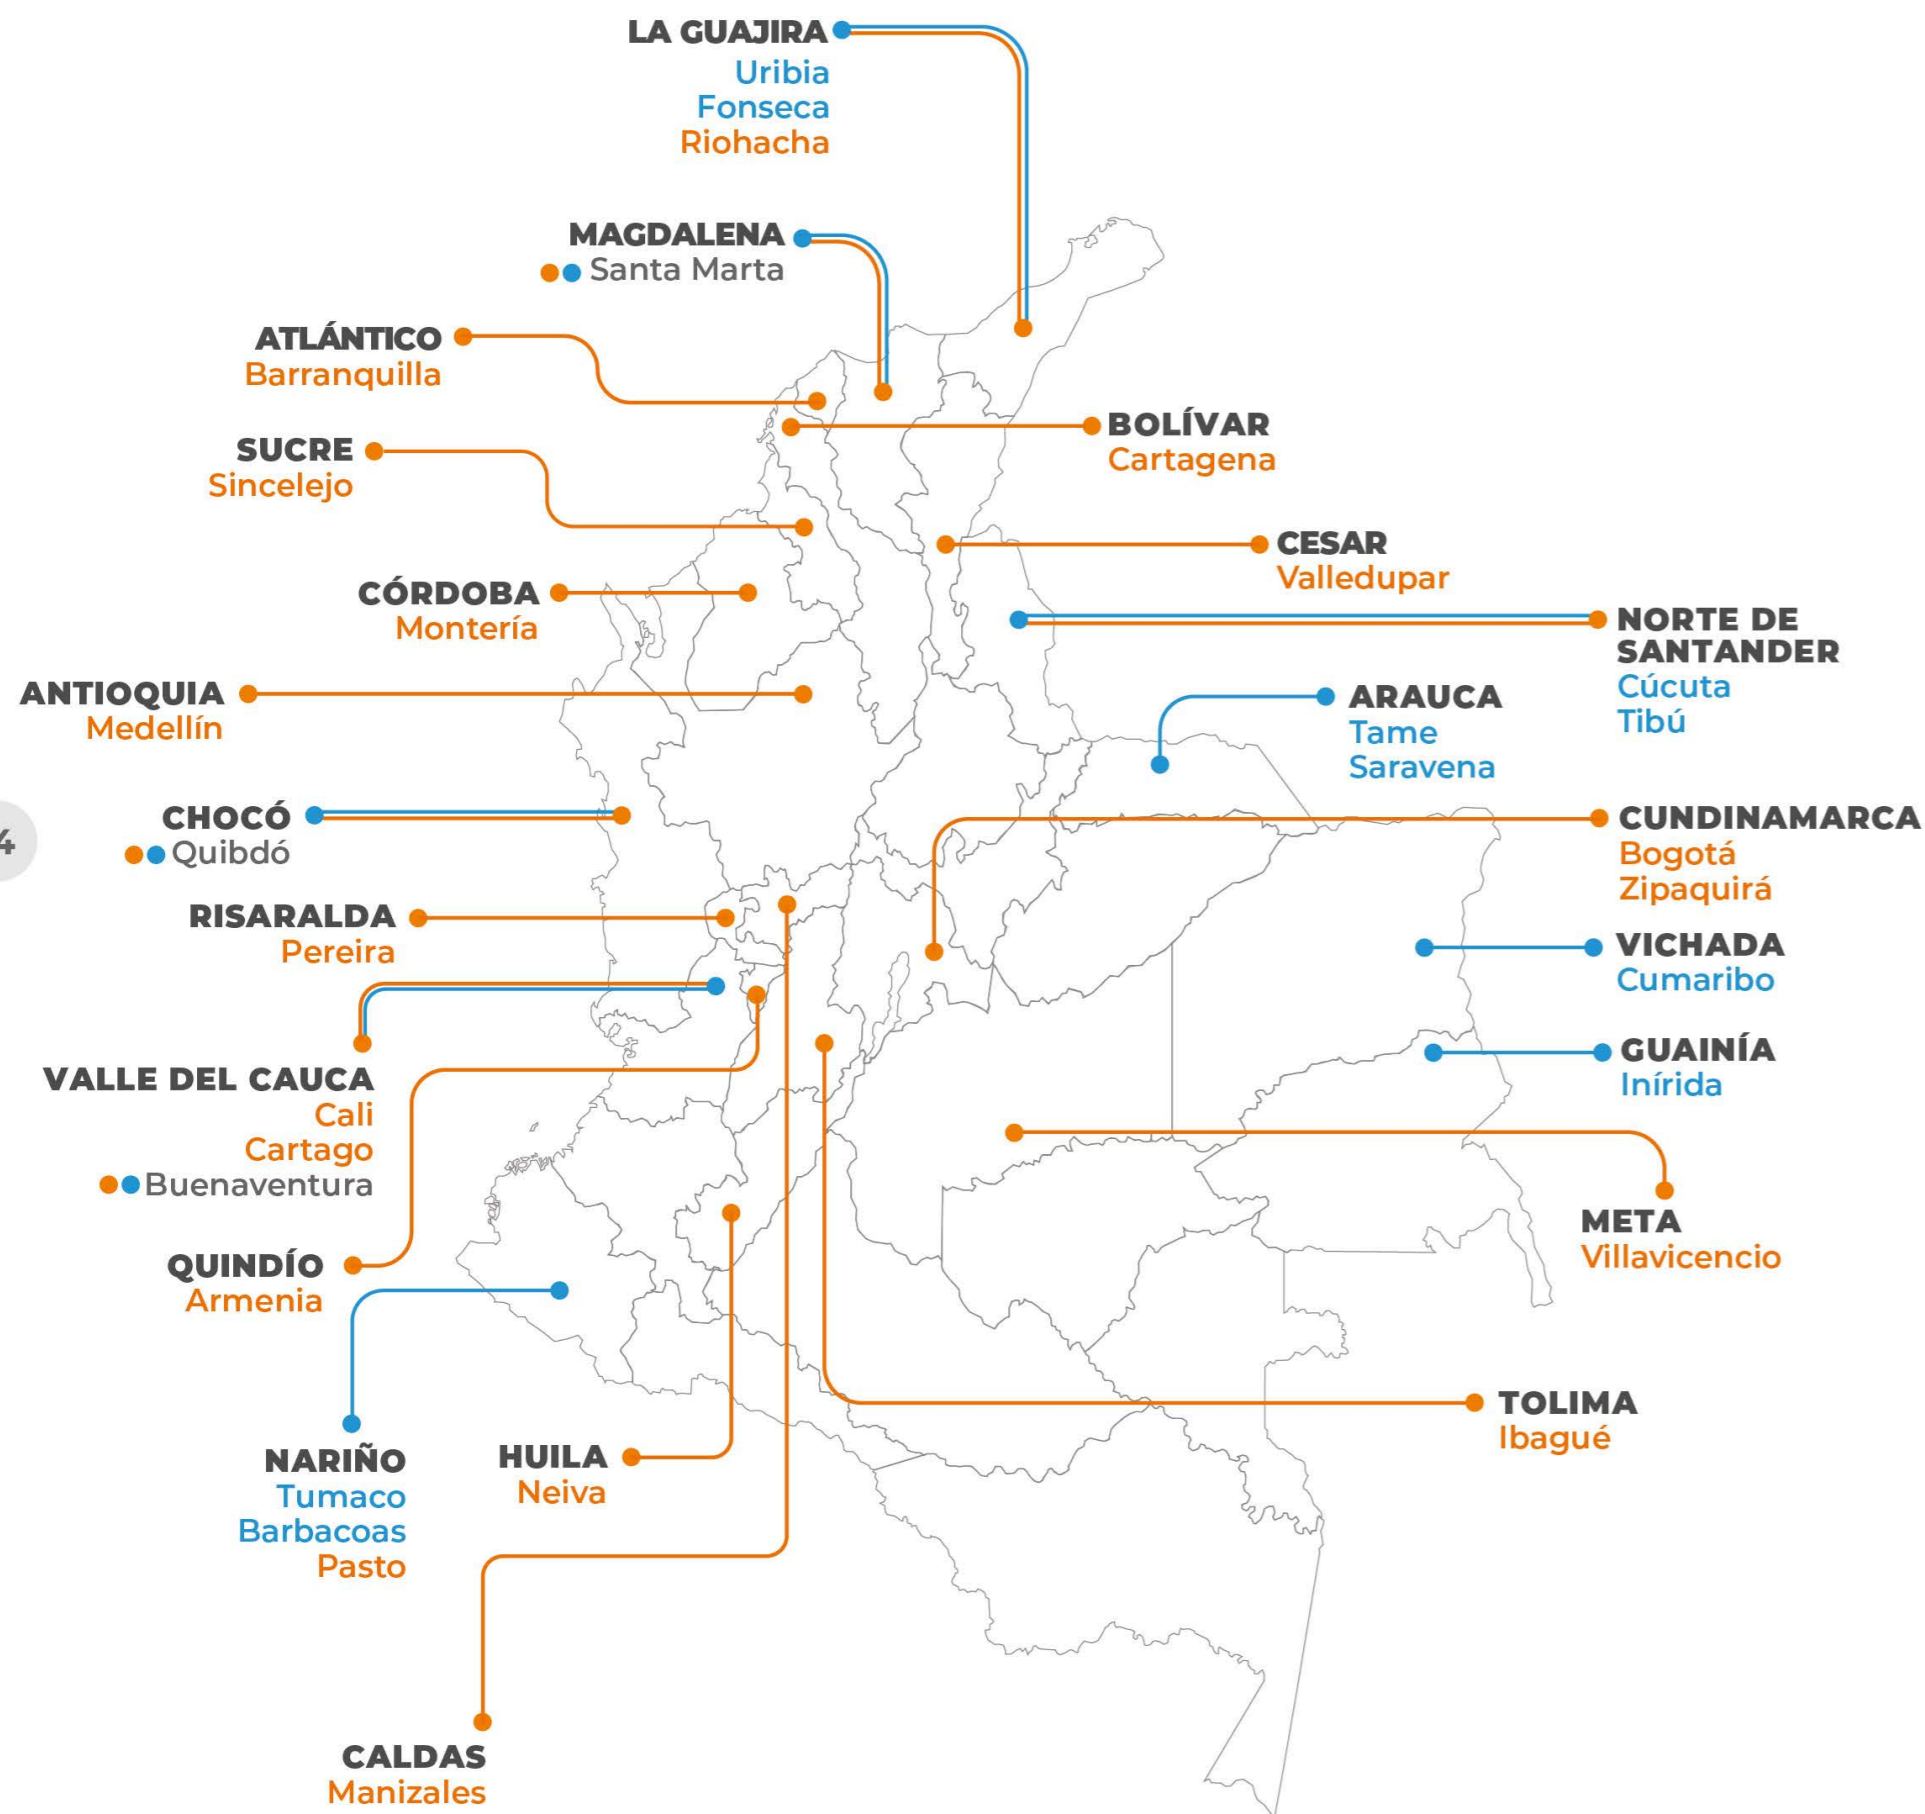 LA GUAJIRA
Uribia
Fonseca
Riohacha
MAGDALENA
Santa Marta
ATLÁNTICO
Barranquilla
SUCRE
Sincelejo
BOLÍVAR
Cartagena
CESAR
Valledupar
CÓRDOBA
Montería
NORTE DE
SANTANDER
Cúcuta
Tibú
ANTIOQUIA
Medellín
ARAUCA
Tame
Saravena
CHOCÓ
Quibdó
4
CUNDINAMARCA
Bogotá
Zipaquirá
RISARALDA
Pereira
VICHADA
Cumaribo
VALLE DEL CAUCA
Cali
Cartago
Buenaventura
GUAINÍA
Inírida
META
Villavicencio
QUINDÍO
Armenia
TOLIMA
Ibagué
NARIÑO
Tumaco
Barbacoas
Pasto
HUILA
Neiva
CALDAS
Manizales